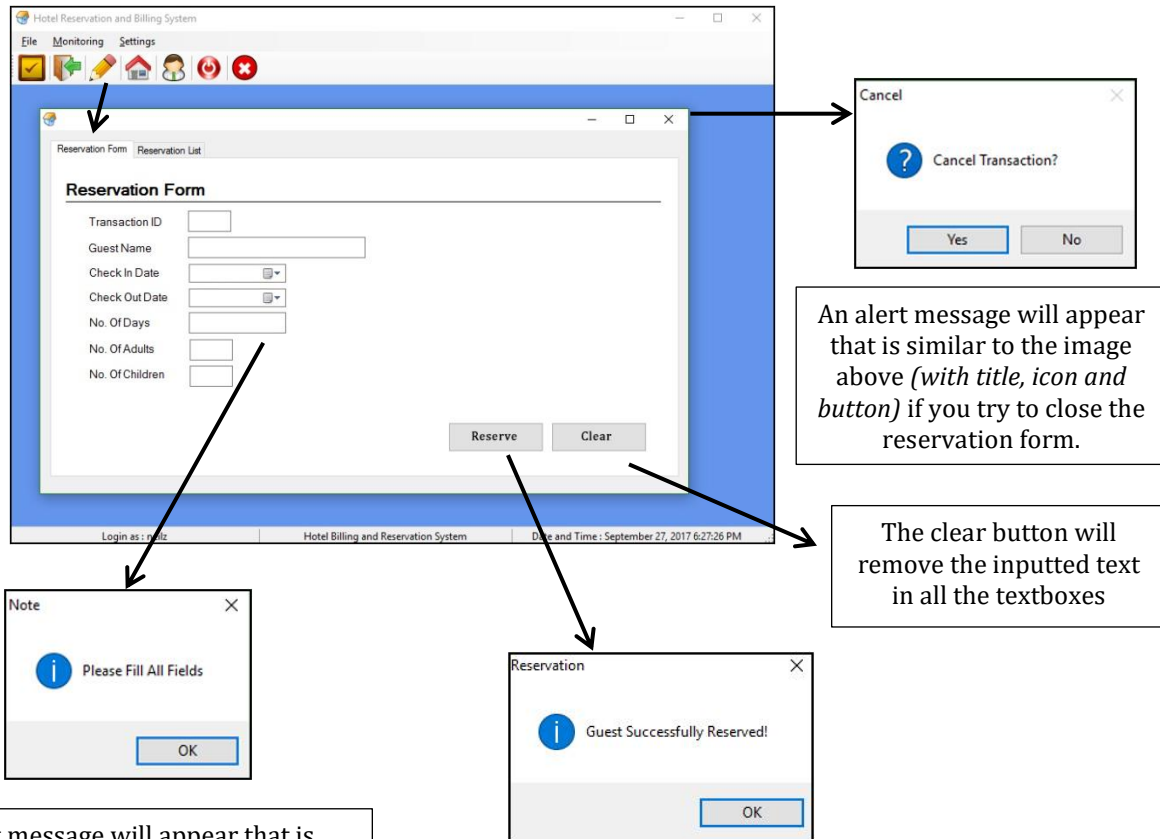 Hotel Reservation and Billing System
File Monitoring Settings
Reservation Form Reservation List
Reservation Form
Transaction ID
Guest Name
Check In Date
Check Out Date
No. Of Days
No. Of Adults
No. Of Children
Reserve Clear
Login as : Hotel Billing and Reservation System Date and Time : September 27, 2017 6:27:26 PM
Cancel
Cancel Transaction?
Yes No
An alert message will appear
that is similar to the image
above (with title, icon and
button) if you try to close the
reservation form.
The clear button will
remove the inputted text
in all the textboxes
Note
Please Fill All Fields
OK
Reservation
Guest Successfully Reserved!
OK
message will appear that is